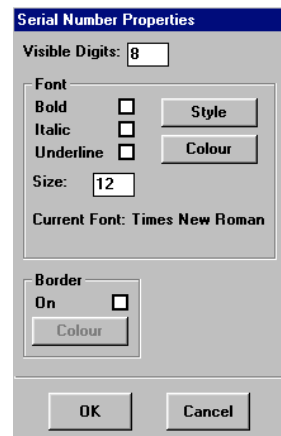 Serial Number Properties
Visible Digits: 8
Font
Bold
Style
Italic
Underline
Colour
Size: 12
Current Font: Times New Roman
Border
On
Colour
OK Cancel